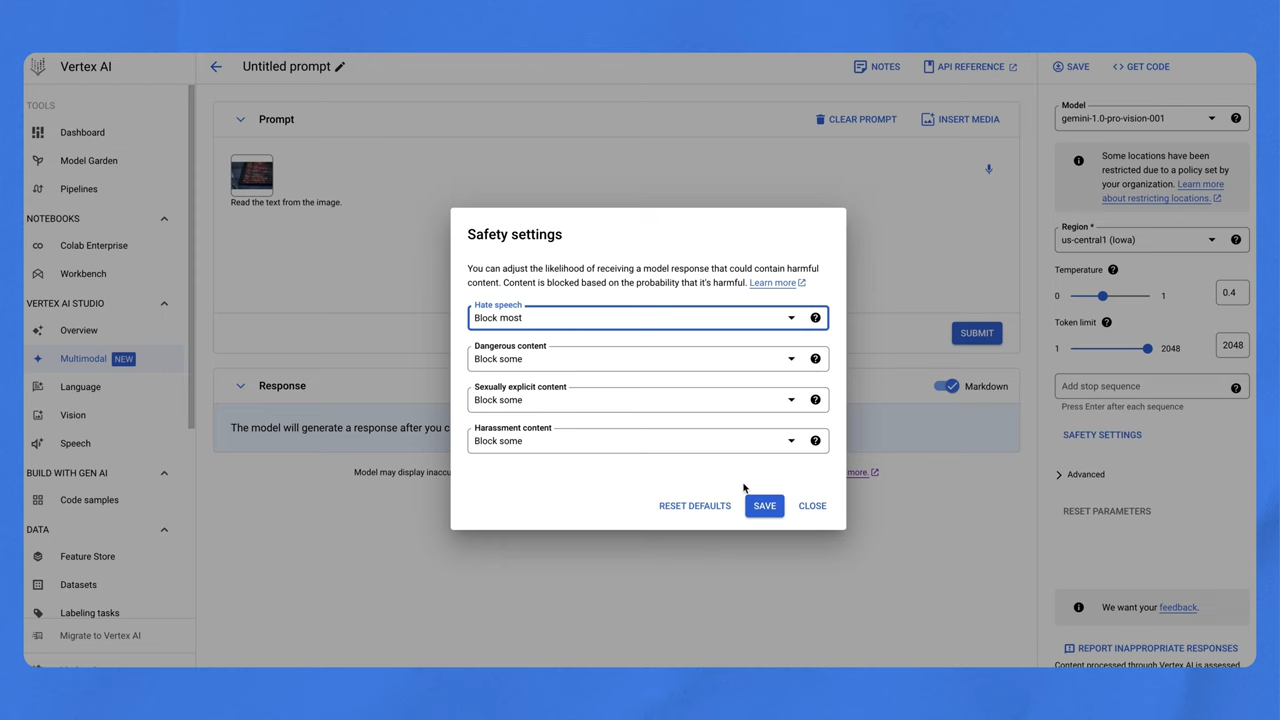 Vertex AI
Untitled prompt
NOTES
API REFERENCE
SAVE
<> GET CODE
TOOLS
Dashboard
Model Garden
Pipelines
NOTEBOOKS
Colab Enterprise
Workbench
VERTEX AI STUDIO
Overview
Multimodal NEW
Language
Vision
Speech
BUILD WITH GEN AI
Code samples
DATA
Feature Store
Datasets
Labeling tasks
Migrate to Vertex AI
Prompt
CLEAR PROMPT
INSERT MEDIA
Read the text from the image.
SUBMIT
Response
Markdown
The model will generate a response after you c
Model may display inaccu
more.
Safety settings
You can adjust the likelihood of receiving a model response that could contain harmful
content. Content is blocked based on the probability that it's harmful. Learn more
Hate speech
Block most
Dangerous content
Block some
Sexually explicit content
Block some
Harassment content
Block some
RESET DEFAULTS
SAVE
CLOSE
Model
gemini-1.0-pro-vision-001
Some locations have been
restricted due to a policy set by
your organization. Learn more
about restricting locations.
Region *
us-central1 (Iowa)
Temperature
0
1
0.4
Token limit
1
2048
2048
Add stop sequence
Press Enter after each sequence
SAFETY SETTINGS
Advanced
RESET PARAMETERS
We want your feedback.
REPORT INAPPROPRIATE RESPONSES
Content processed through Vertex AI is assessed